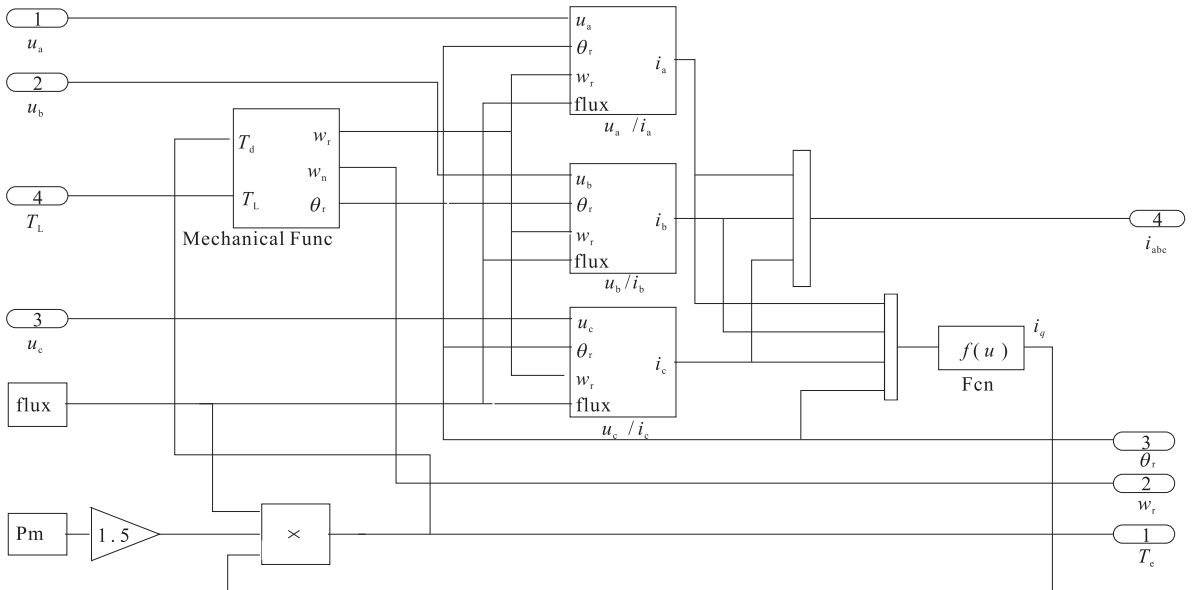 1
u_a
2
u_b
4
T_L
3
u_c
flux
Pm
1.5
×
T_d
w_r
w_n
T_L
θ_r
Mechanical Func
u_a
θ_r
w_r
flux
i_a
u_a /i_a
u_b
θ_r
w_r
flux
i_b
u_b/i_b
u_c
θ_r
w_r
flux
i_c
u_c /i_c
f(u)
Fcn
i_q
4
i_abc
3
θ_r
2
w_r
1
T_e